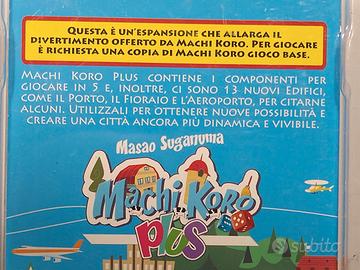 Questa è un'espansione che allarga il
divertimento offerto da Machi Koro. Per giocare
è richiesta una copia di Machi Koro gioco base.
Machi Koro Plus contiene i componenti per
giocare in 5 e, inoltre, ci sono 13 nuovi Edifici,
come il Porto, il Fioraio e l'Aeroporto, per citarne
alcuni. Utilizzali per ottenere nuove possibilità e
creare una città ancora più dinamica e vivibile.
Masao Suganuma
Machi Koro
Plus
subito